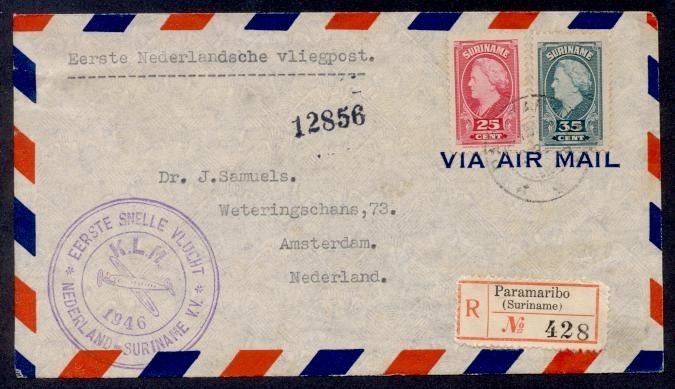 Eerste Nederlandsche vliegpost.
12856
SURINAME
25
CENT
SURINAME
35
CENT
VIA AIR MAIL
Dr. J.Samuels.
Weteringschans,73.
Amsterdam.
Nederland.
* EERSTE SNELLE VLUCHT *
K.L.M.
1946
NEDERLAND - SURINAME V.V.
R
Paramaribo
(Suriname)
No 428